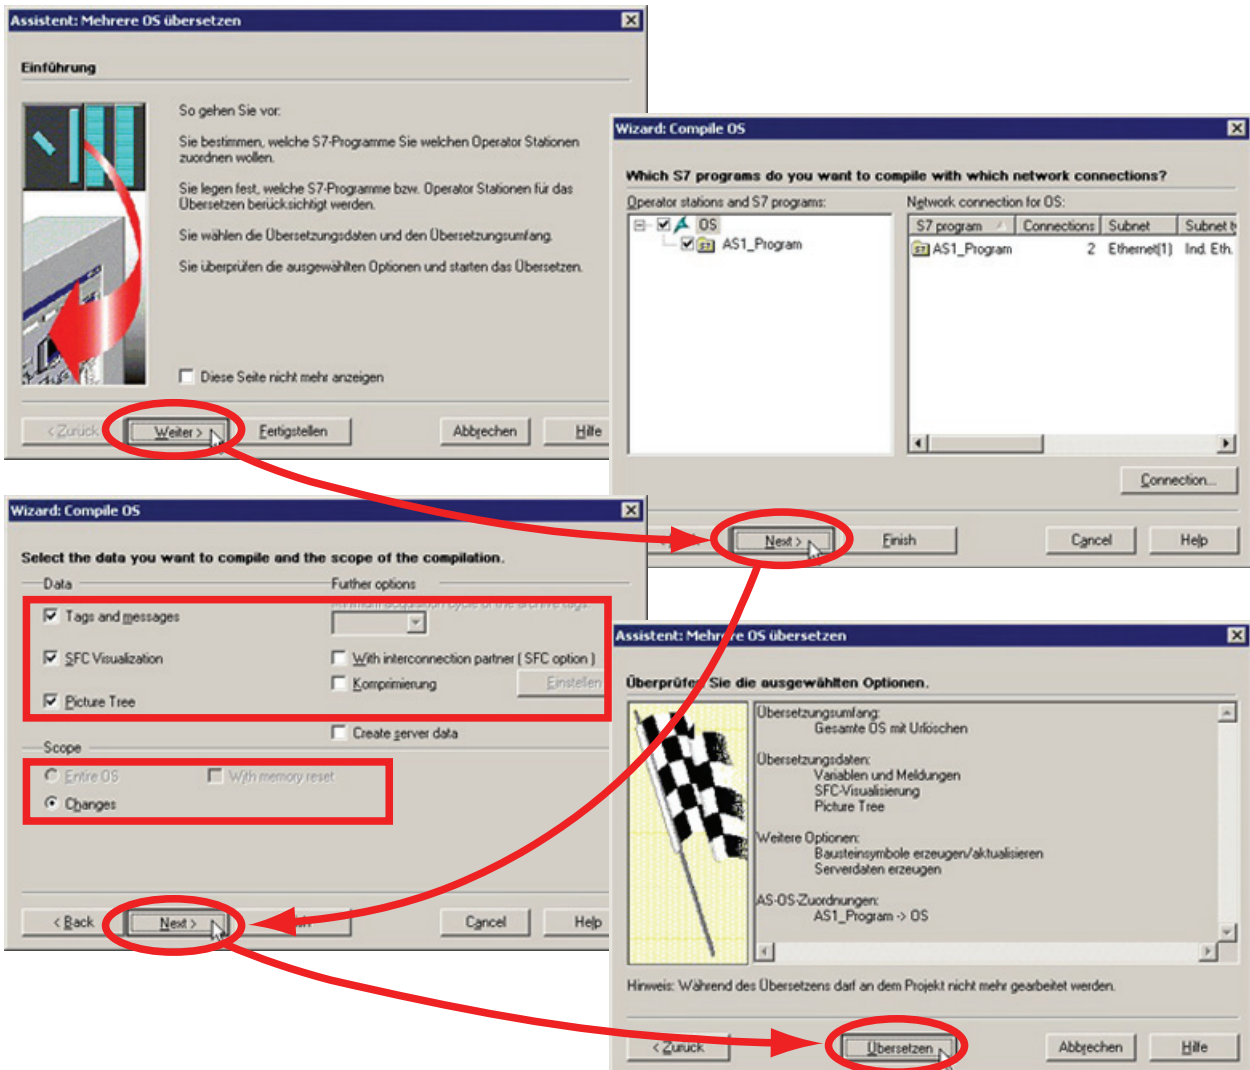 Assistent: Mehrere OS übersetzen
Einführung
So gehen Sie vor:
Sie bestimmen, welche S7-Programme Sie welchen Operator Stationen
zuordnen wollen.
Sie legen fest, welche S7-Programme bzw. Operator Stationen für das
Übersetzen berücksichtigt werden.
Sie wählen die Übersetzungsdaten und den Übersetzungsumfang.
Sie überprüfen die ausgewählten Optionen und starten das Übersetzen.
Diese Seite nicht mehr anzeigen
< Zurück Weiter > Fertigstellen Abbrechen Hilfe
Wizard: Compile OS
Which S7 programs do you want to compile with which network connections?
Operator stations and S7 programs: Network connection for OS:
OS
AS1_Program
S7 program Connections Subnet Subnet t
AS1_Program 2 Ethernet(1) Ind. Eth.
Connection...
Next > Finish Cancel Help
Wizard: Compile OS
Select the data you want to compile and the scope of the compilation.
Data Further options
Minimum acquisition cycle of the archive tags:
Tags and messages
SFC Visualization With interconnection partner ( SFC option )
Komprimierung Einstellen
Picture Tree
Create server data
Scope
Entire OS With memory reset
Changes
< Back Next > Cancel Help
Assistent: Mehrere OS übersetzen
Überprüfen Sie die ausgewählten Optionen.
Übersetzungsumfang:
Gesamte OS mit Urlöschen
Übersetzungsdaten:
Variablen und Meldungen
SFC-Visualisierung
Picture Tree
Weitere Optionen:
Bausteinsymbole erzeugen/aktualisieren
Serverdaten erzeugen
AS-OS-Zuordnungen:
AS1_Program -> OS
Hinweis: Während des Übersetzens darf an dem Projekt nicht mehr gearbeitet werden.
< Zurück Übersetzen Abbrechen Hilfe